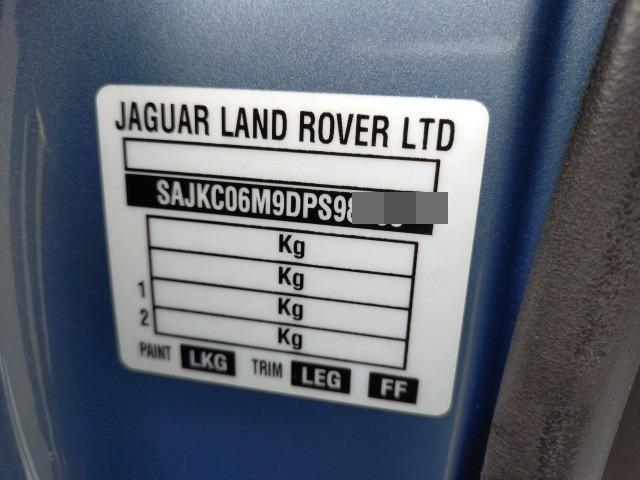 JAGUAR LAND ROVER LTD
SAJKC06M9DPS98
Kg
Kg
1 Kg
2 Kg
PAINT LKG TRIM LEG FF